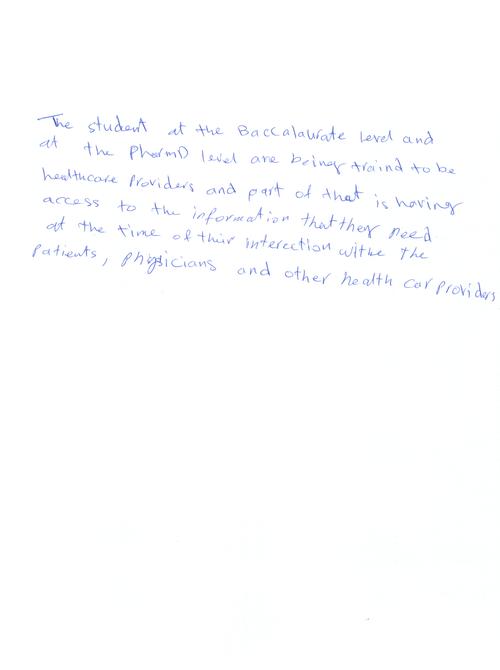 The student at the Baccalaurate level and
at the PharmD level are being traind to be
healthcare Providers and part of that is having
access to the information that they need
at the time of their interection withe the
Patients, physicians and other health car providers